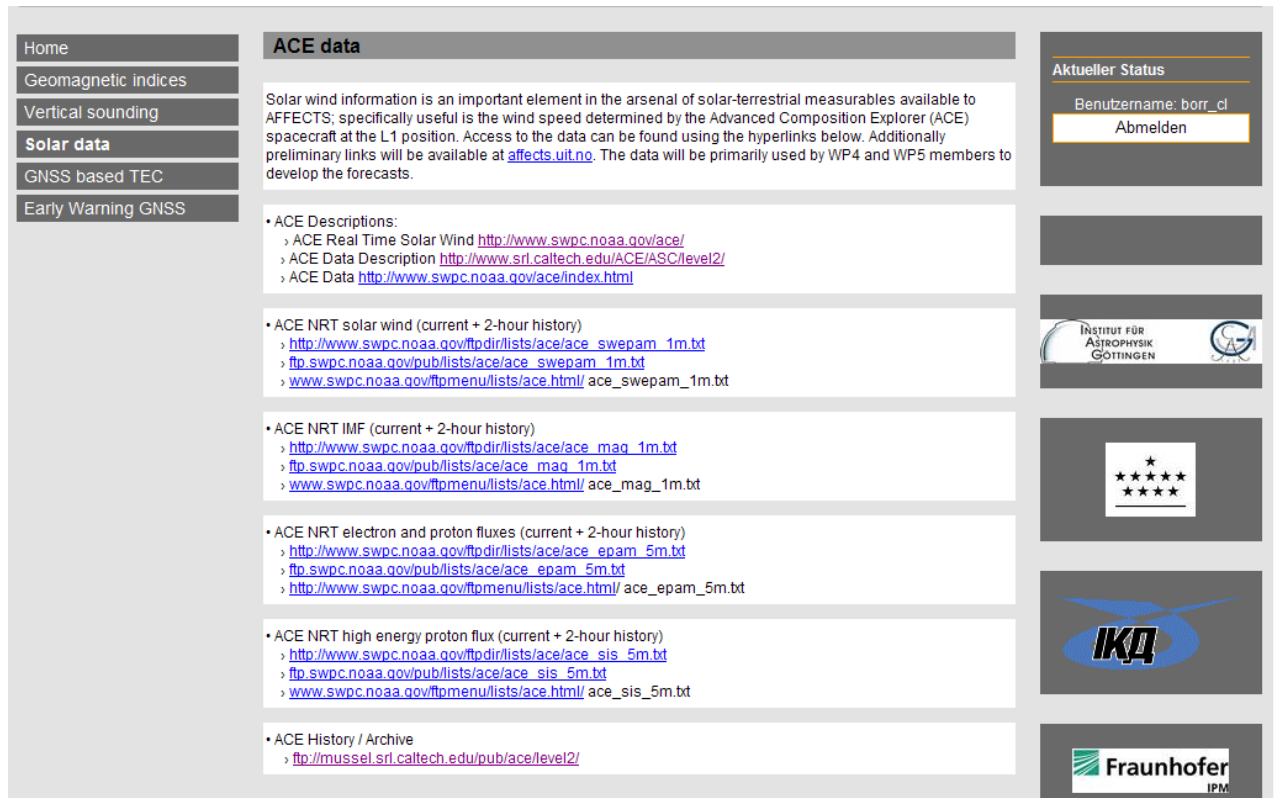 Home
Geomagnetic indices
Vertical sounding
Solar data
GNSS based TEC
Early Warning GNSS
ACE data
Solar wind information is an important element in the arsenal of solar-terrestrial measurables available to
AFFECTS; specifically useful is the wind speed determined by the Advanced Composition Explorer (ACE)
spacecraft at the L1 position. Access to the data can be found using the hyperlinks below. Additionally
preliminary links will be available at affects.uit.no. The data will be primarily used by WP4 and WP5 members to
develop the forecasts.
• ACE Descriptions:
› ACE Real Time Solar Wind http://www.swpc.noaa.gov/ace/
› ACE Data Description http://www.srl.caltech.edu/ACE/ASC/level2/
› ACE Data http://www.swpc.noaa.gov/ace/index.html
• ACE NRT solar wind (current + 2-hour history)
› http://www.swpc.noaa.gov/ftpdir/lists/ace/ace_swepam_1m.txt
› ftp.swpc.noaa.gov/pub/lists/ace/ace_swepam_1m.txt
› www.swpc.noaa.gov/ftpmenu/lists/ace.html/ ace_swepam_1m.txt
• ACE NRT IMF (current + 2-hour history)
› http://www.swpc.noaa.gov/ftpdir/lists/ace/ace_mag_1m.txt
› ftp.swpc.noaa.gov/pub/lists/ace/ace_mag_1m.txt
› www.swpc.noaa.gov/ftpmenu/lists/ace.html/ ace_mag_1m.txt
• ACE NRT electron and proton fluxes (current + 2-hour history)
› http://www.swpc.noaa.gov/ftpdir/lists/ace/ace_epam_5m.txt
› ftp.swpc.noaa.gov/pub/lists/ace/ace_epam_5m.txt
› http://www.swpc.noaa.gov/ftpmenu/lists/ace.html/ ace_epam_5m.txt
• ACE NRT high energy proton flux (current + 2-hour history)
› http://www.swpc.noaa.gov/ftpdir/lists/ace/ace_sis_5m.txt
› ftp.swpc.noaa.gov/pub/lists/ace/ace_sis_5m.txt
› www.swpc.noaa.gov/ftpmenu/lists/ace.html/ ace_sis_5m.txt
• ACE History / Archive
› ftp://mussel.srl.caltech.edu/pub/ace/level2/
Aktueller Status
Benutzername: borr_cl
Abmelden
INSTITUT FÜR
ASTROPHYSIK
GÖTTINGEN
ІКД
Fraunhofer
IPM